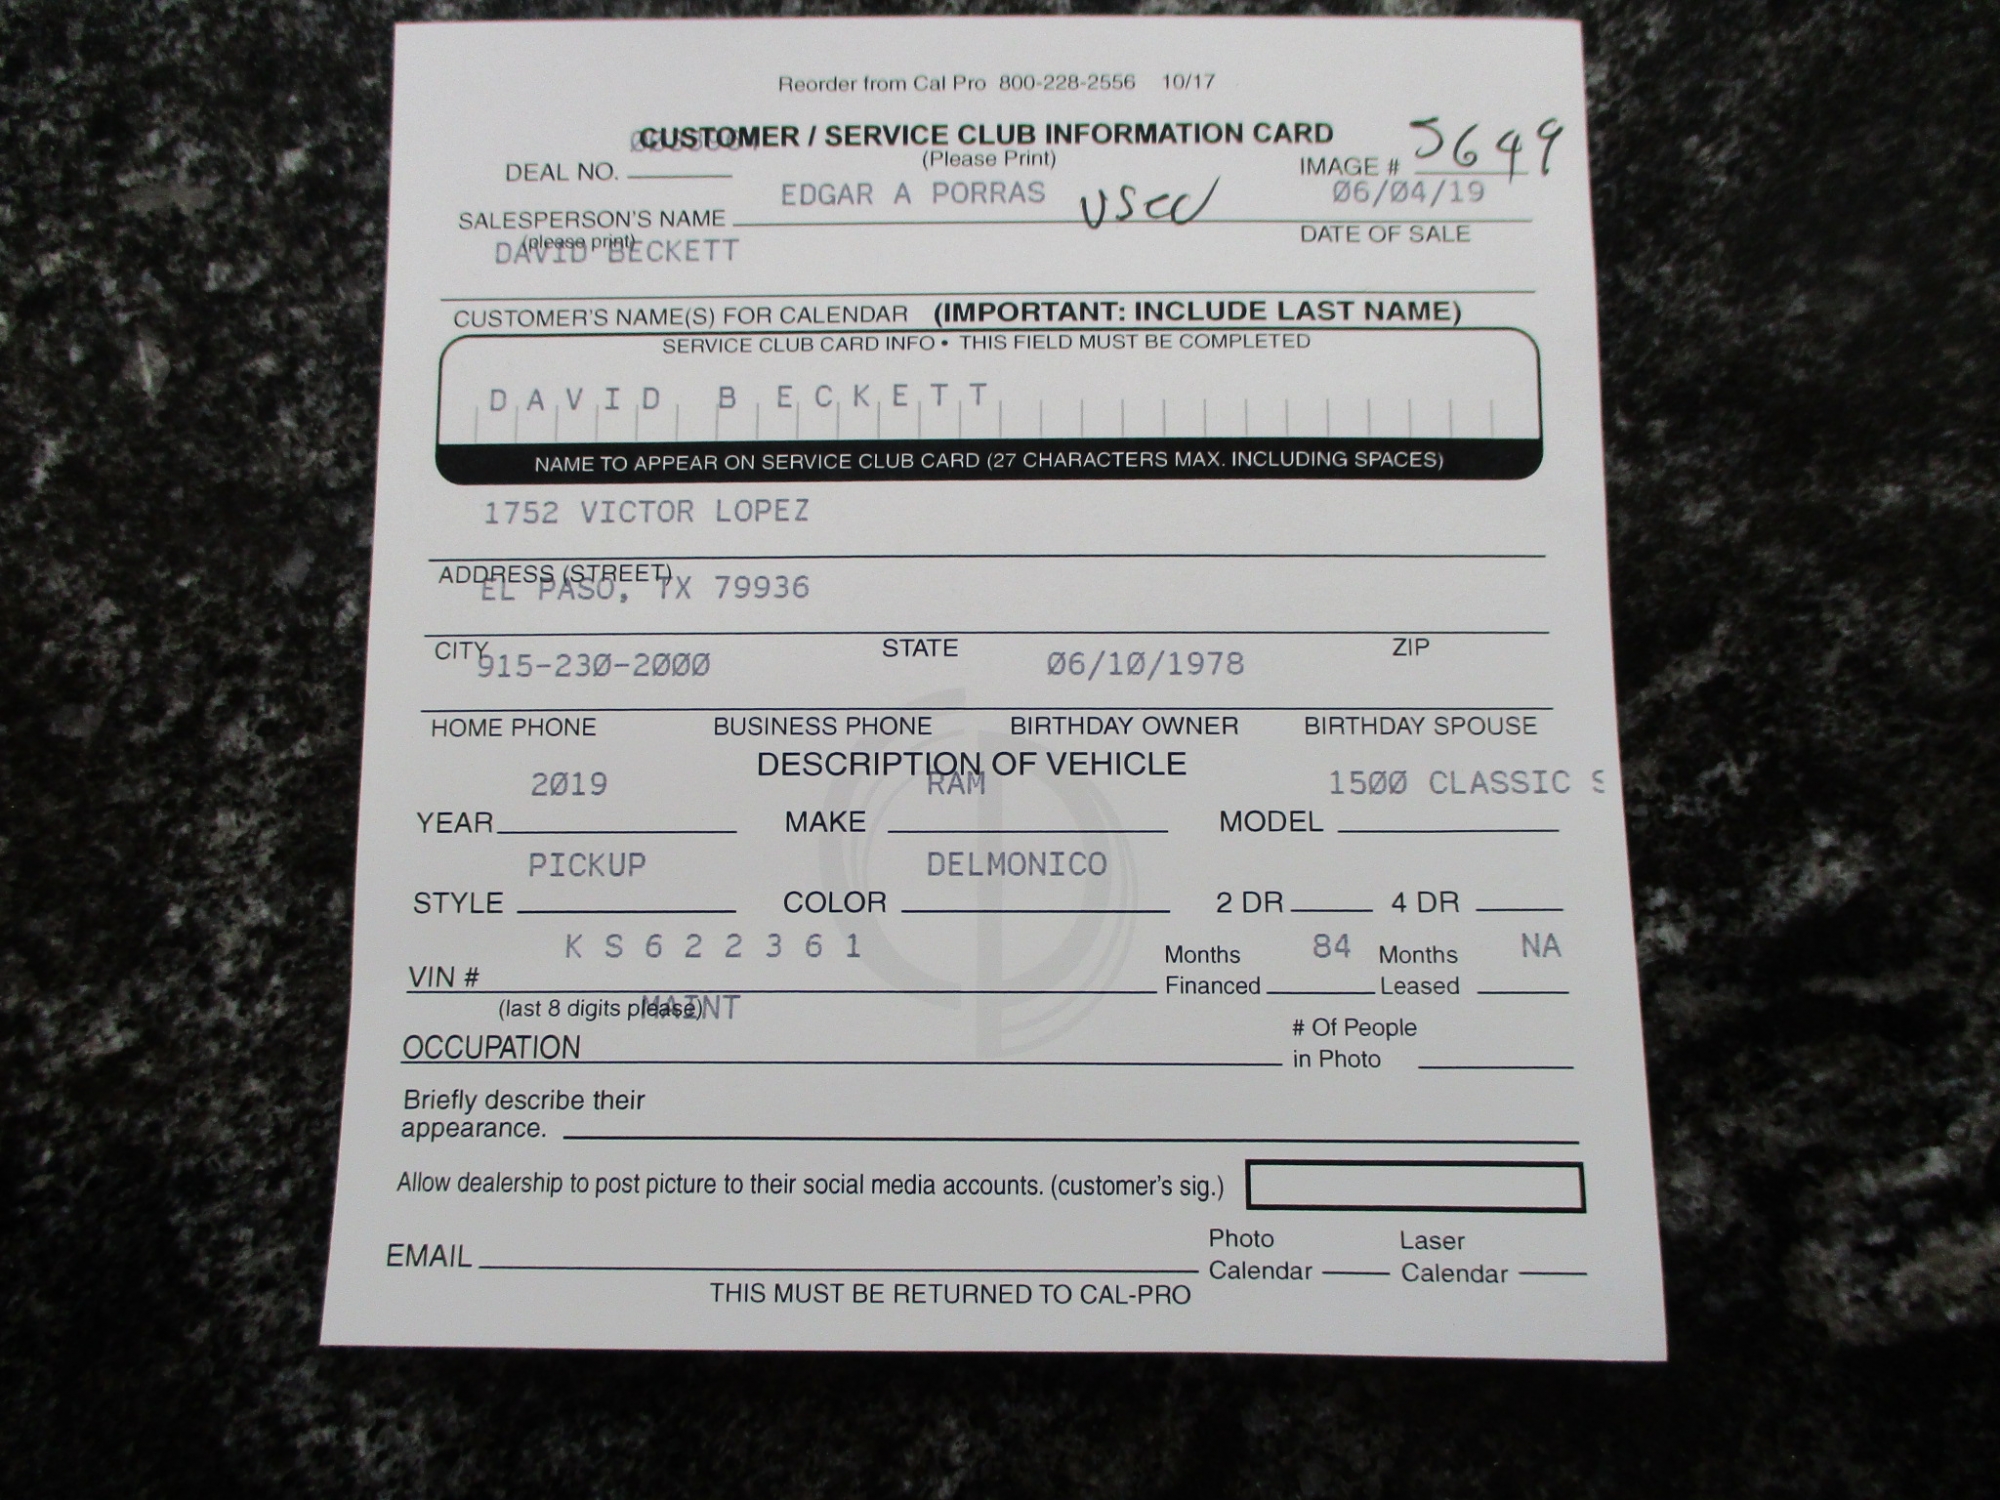 Reorder from Cal Pro 800-228-2556 10/17
CUSTOMER / SERVICE CLUB INFORMATION CARD
(Please Print)
DEAL NO.
IMAGE # 5649
EDGAR A PORRAS used 06/04/19
SALESPERSON'S NAME
(please print)
DATE OF SALE
DAVID BECKETT
CUSTOMER'S NAME(S) FOR CALENDAR (IMPORTANT: INCLUDE LAST NAME)
SERVICE CLUB CARD INFO • THIS FIELD MUST BE COMPLETED
DAVID BECKETT
NAME TO APPEAR ON SERVICE CLUB CARD (27 CHARACTERS MAX. INCLUDING SPACES)
1752 VICTOR LOPEZ
ADDRESS (STREET)
EL PASO, TX 79936
CITY STATE ZIP
915-230-2000 06/10/1978
HOME PHONE BUSINESS PHONE BIRTHDAY OWNER BIRTHDAY SPOUSE
DESCRIPTION OF VEHICLE
2019 RAM 1500 CLASSIC S
YEAR MAKE MODEL
PICKUP DELMONICO
STYLE COLOR 2 DR 4 DR
KS622361 Months 84 Months NA
VIN # Financed Leased
(last 8 digits please)
MAINT
OCCUPATION
# Of People
in Photo
Briefly describe their
appearance.
Allow dealership to post picture to their social media accounts. (customer's sig.)
EMAIL
Photo Laser
Calendar Calendar
THIS MUST BE RETURNED TO CAL-PRO